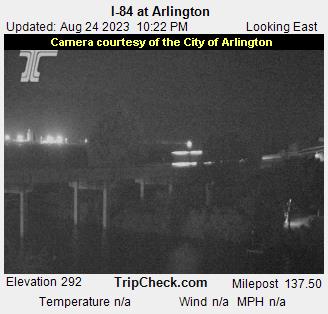 I-84 at Arlington
Updated: Aug 24 2023 10:22 PM Looking East
Camera courtesy of the City of Arlington
Elevation 292 TripCheck.com Milepost 137.50
Temperature n/a Wind n/a MPH n/a